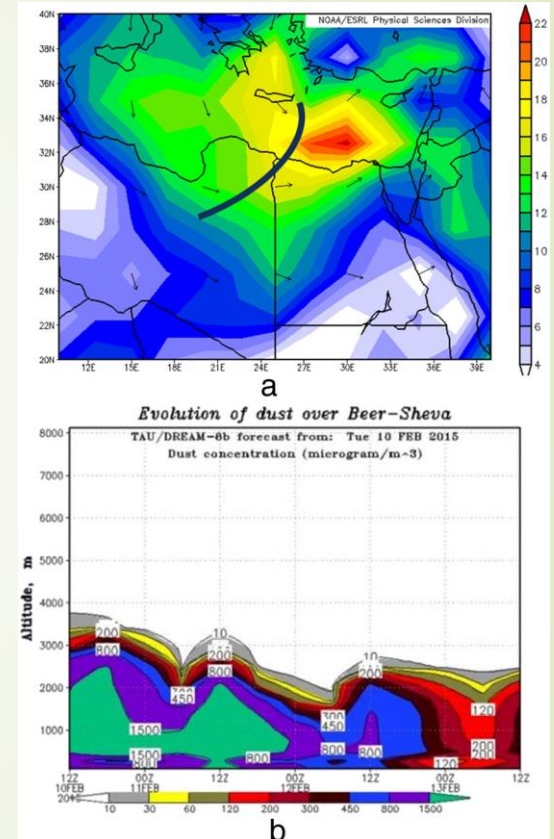 NOAA/ESRL Physical Sciences Division
40N
38N
36N
34N
32N
30N
28N
26N
24N
22N
20N
12E 15E 18E 21E 24E 27E 30E 33E 36E 39E
22
20
18
16
14
12
10
8
6
4
a
Evolution of dust over Beer-Sheva
TAU/DREAM-8b forecast from: Tue 10 FEB 2015
Dust concentration (microgram/m^3)
Altitude, m
8000
7000
6000
5000
4000
3000
2000
1000
200
800
10
200
800
450
1500
1500
800
800
10
200
300
450
800
800
120
200
120
12Z 00Z 12Z 00Z 12Z 00Z 12Z
10FEB 11FEB 12FEB 13FEB
10 30 60 120 200 300 450 800 1500
b